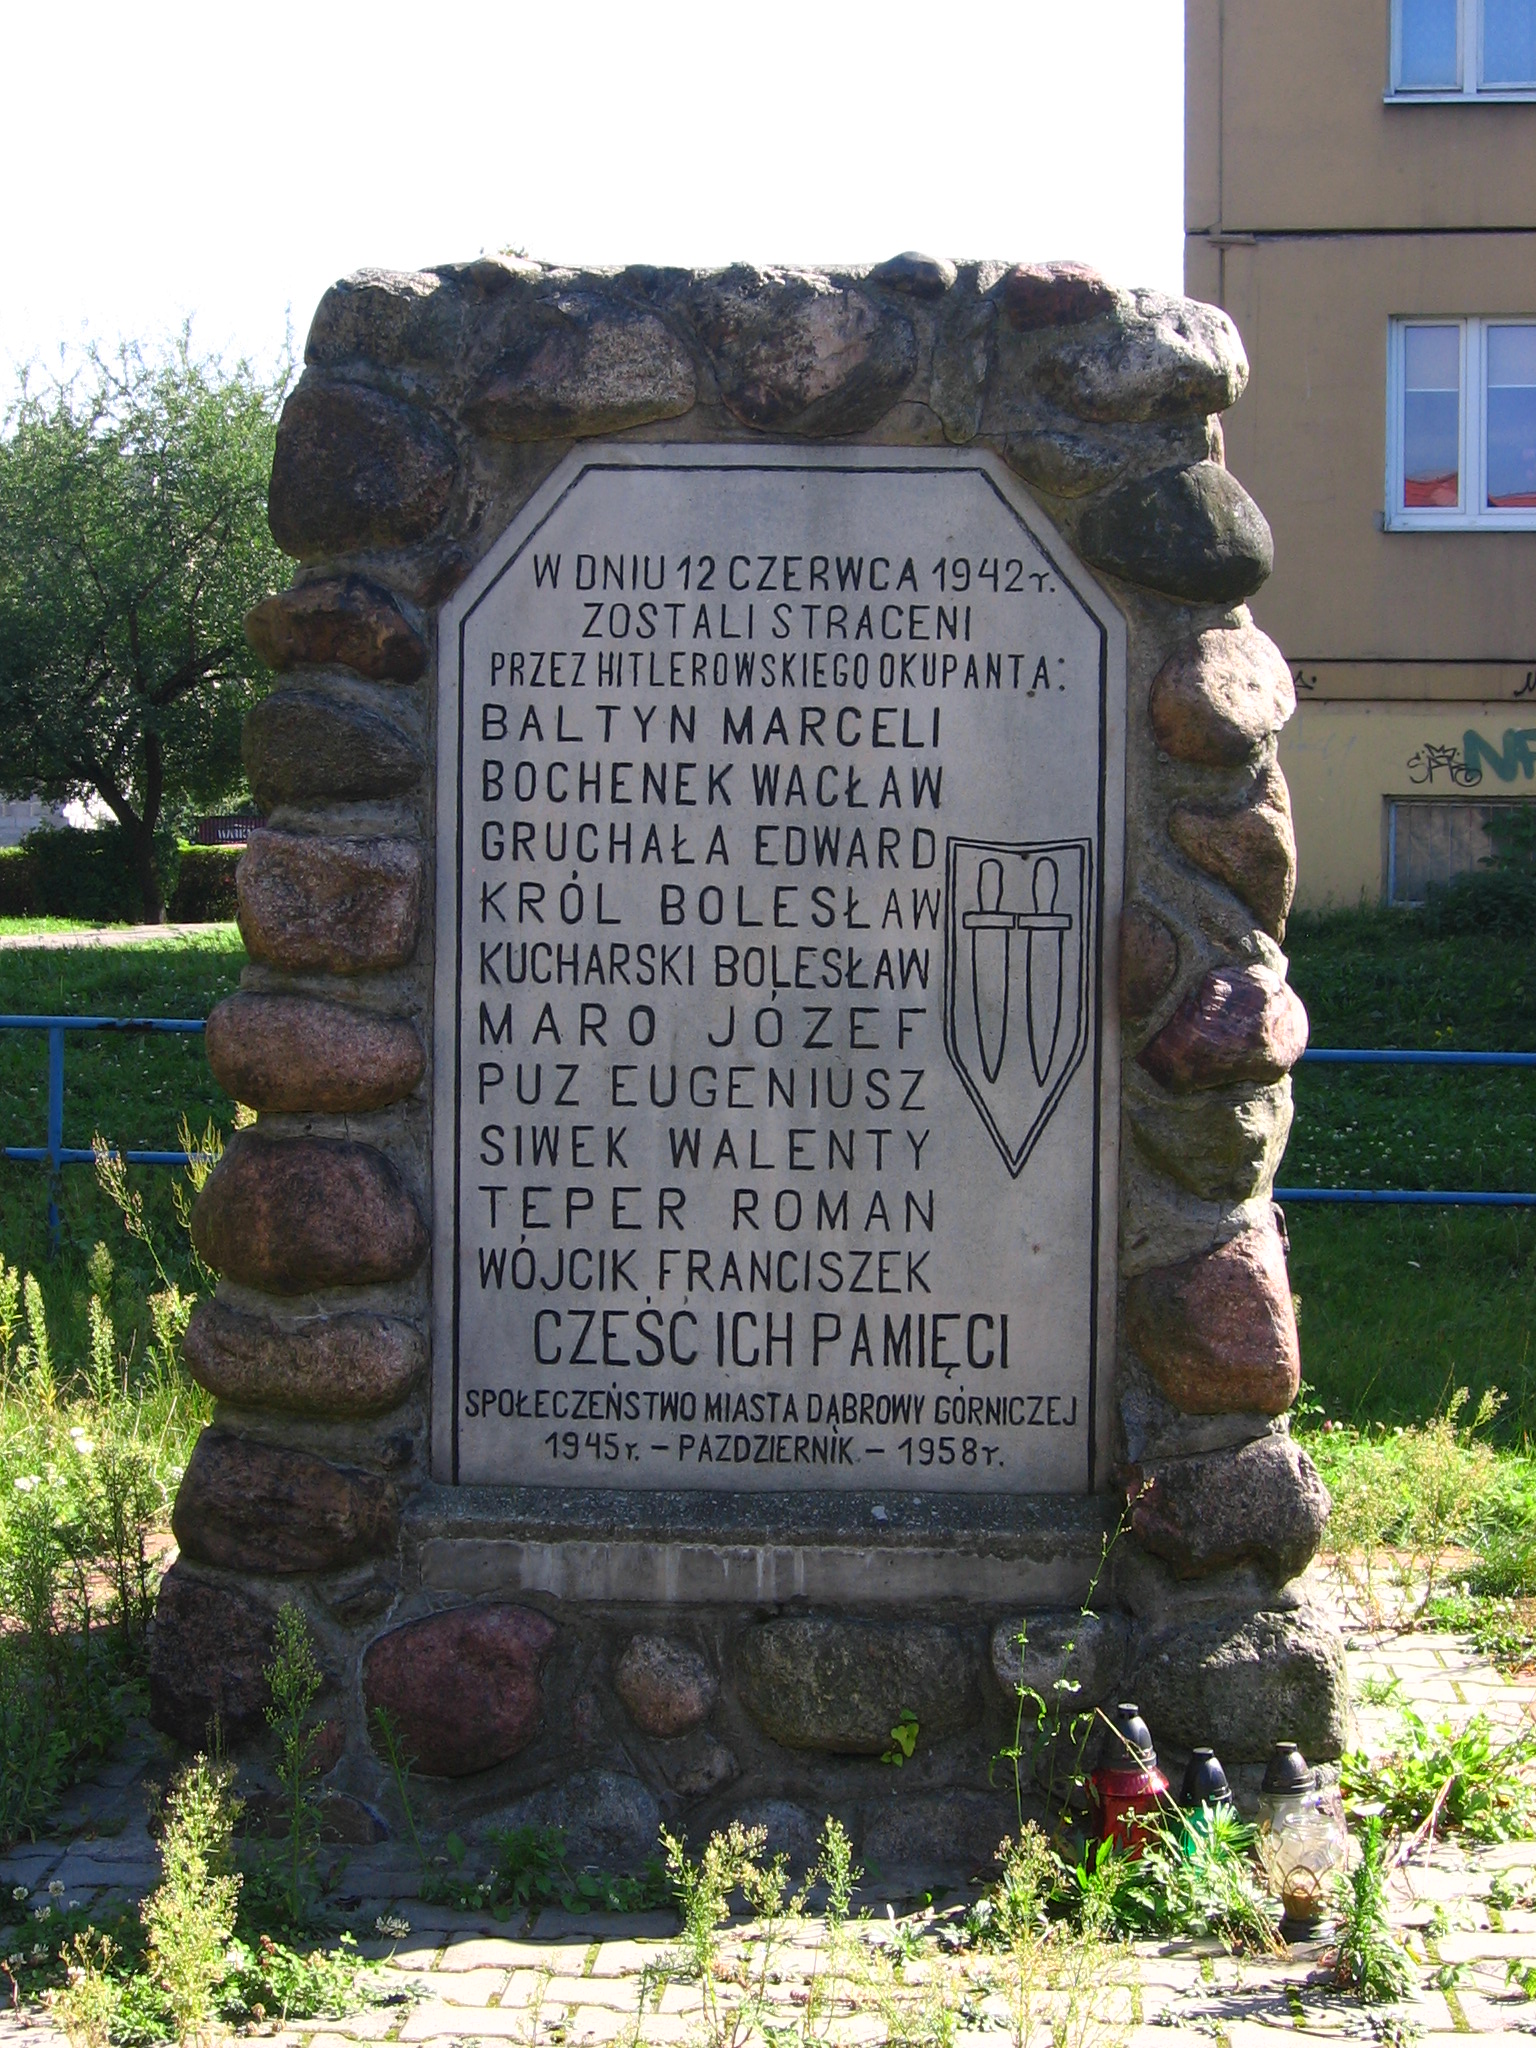 W DNIU 12 CZERWCA 1942 r.
ZOSTALI STRACENI
PRZEZ HITLEROWSKIEGO OKUPANTA:
BALTYN MARCELI
BOCHENEK WACŁAW
GRUCHAŁA EDWARD
KRÓL BOLESŁAW
KUCHARSKI BOLESŁAW
MARO JÓZEF
PUZ EUGENIUSZ
SIWEK WALENTY
TEPER ROMAN
WÓJCIK FRANCISZEK
CZEŚĆ ICH PAMIĘCI
SPOŁECZEŃSTWO MIASTA DĄBROWY GÓRNICZEJ
1945 r. – PAZDZIERNIK – 1958 r.